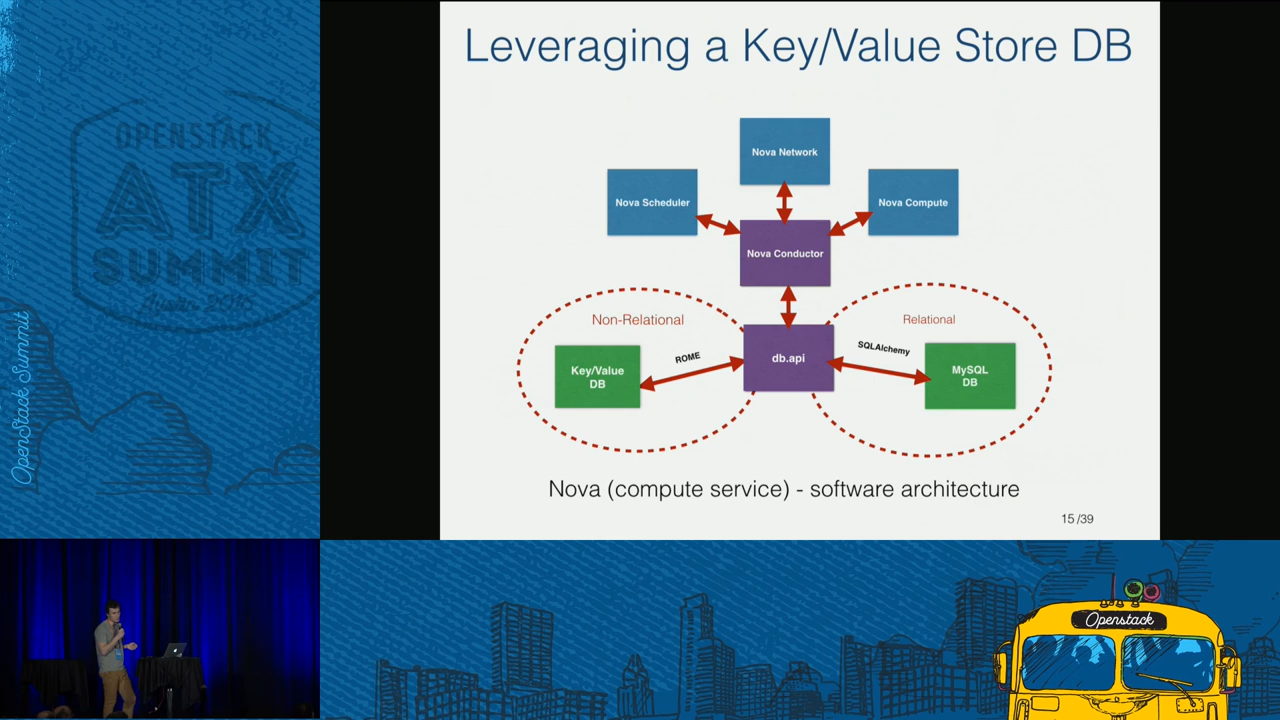 Leveraging a Key/Value Store DB
Nova Network
Nova Scheduler
Nova Compute
Nova Conductor
Non-Relational
Relational
Key/Value
DB
ROME
db.api
SQLAlchemy
MySQL
DB
Nova (compute service) - software architecture
15/39
OPENSTACK
ATX
SUMMIT
Austin
OpenStack Summit
Openstack